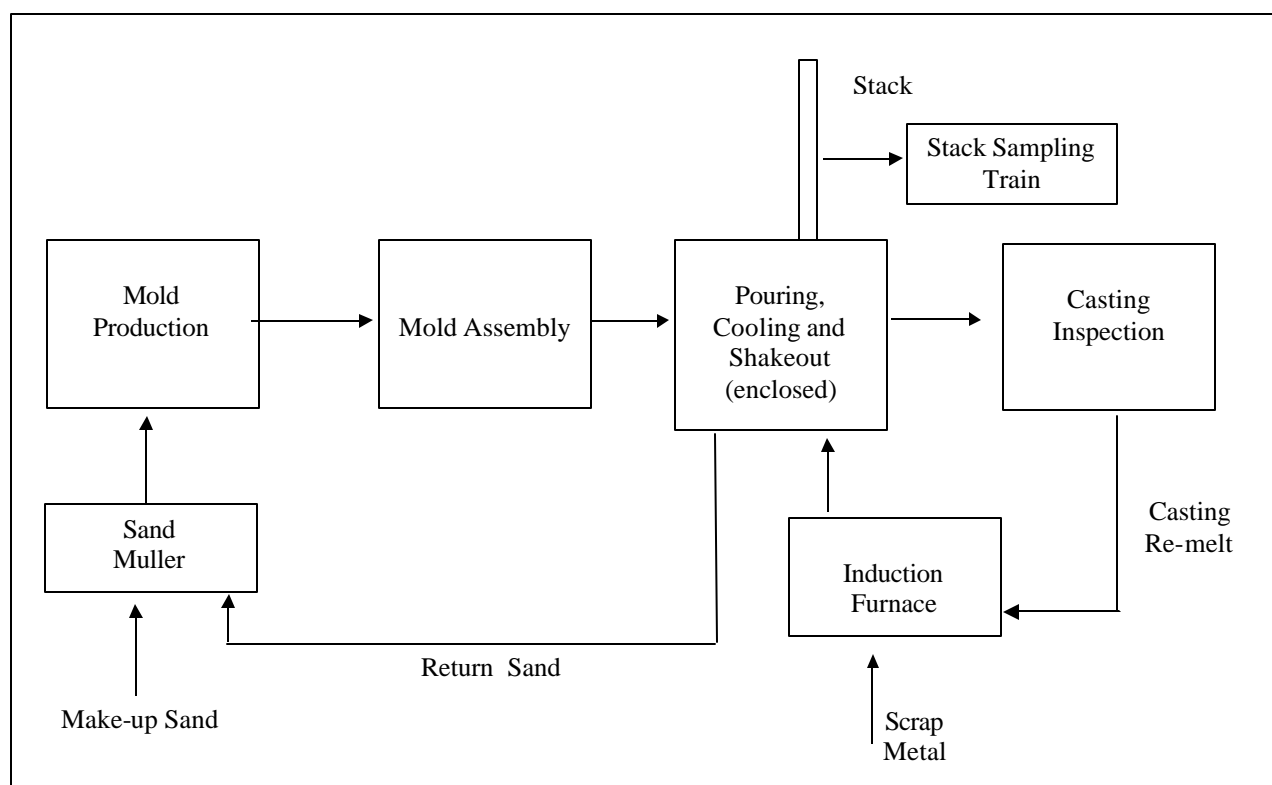 Stack
Stack Sampling
Train
Mold
Production
Mold Assembly
Pouring,
Cooling and
Shakeout
(enclosed)
Casting
Inspection
Sand
Muller
Induction
Furnace
Casting
Re-melt
Return Sand
Make-up Sand
Scrap
Metal